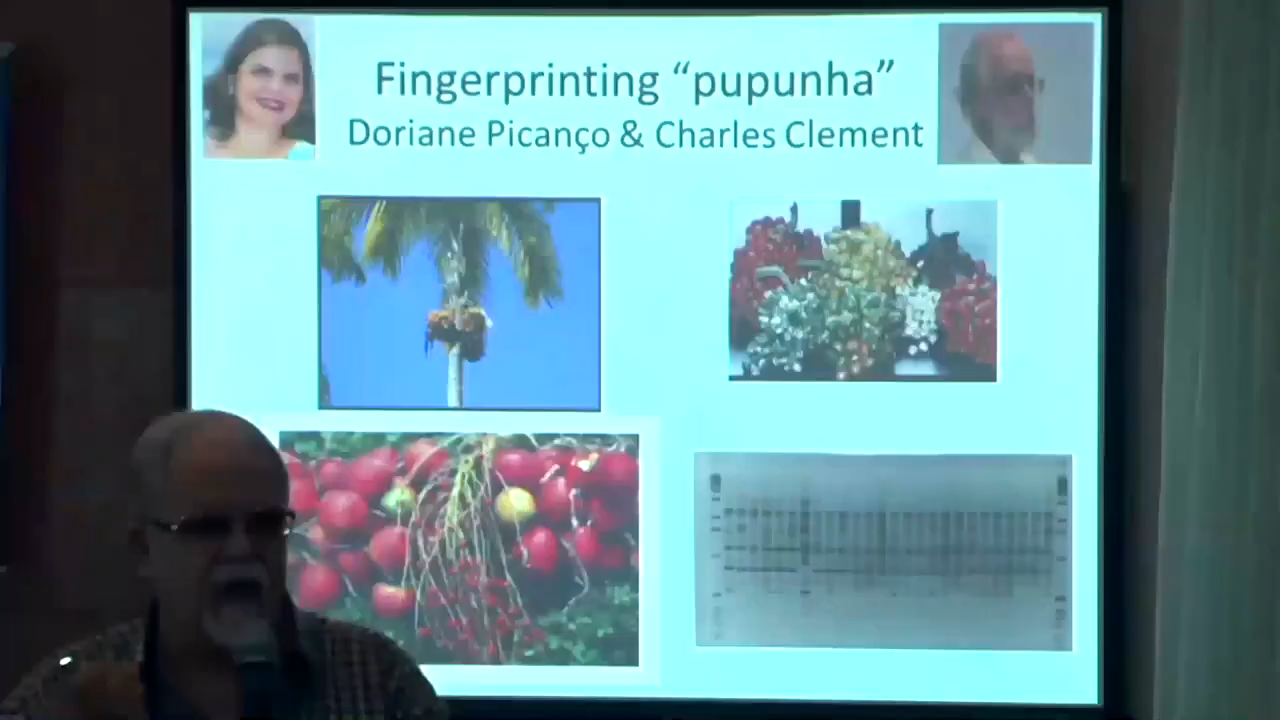 Fingerprinting “pupunha”
Doriane Picanço & Charles Clement